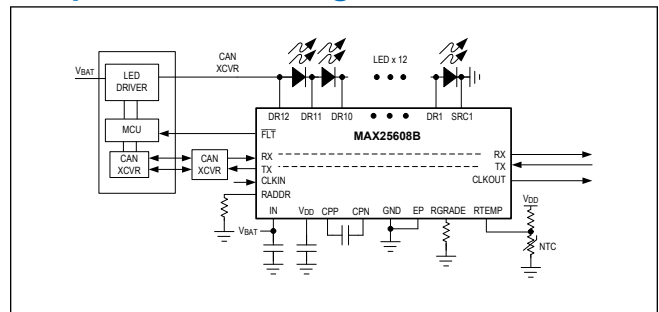 CAN
XCVR
LED x 12
VBAT
LED
DRIVER
DR12 DR11 DR10 DR1 SRC1
MCU
FLT
MAX25608B
CAN
XCVR
CAN
XCVR
RX
TX
CLKIN
RADDR
RX
TX
CLKOUT
IN VDD CPP CPN GND EP RGRADE RTEMP
VDD
VBAT
NTC